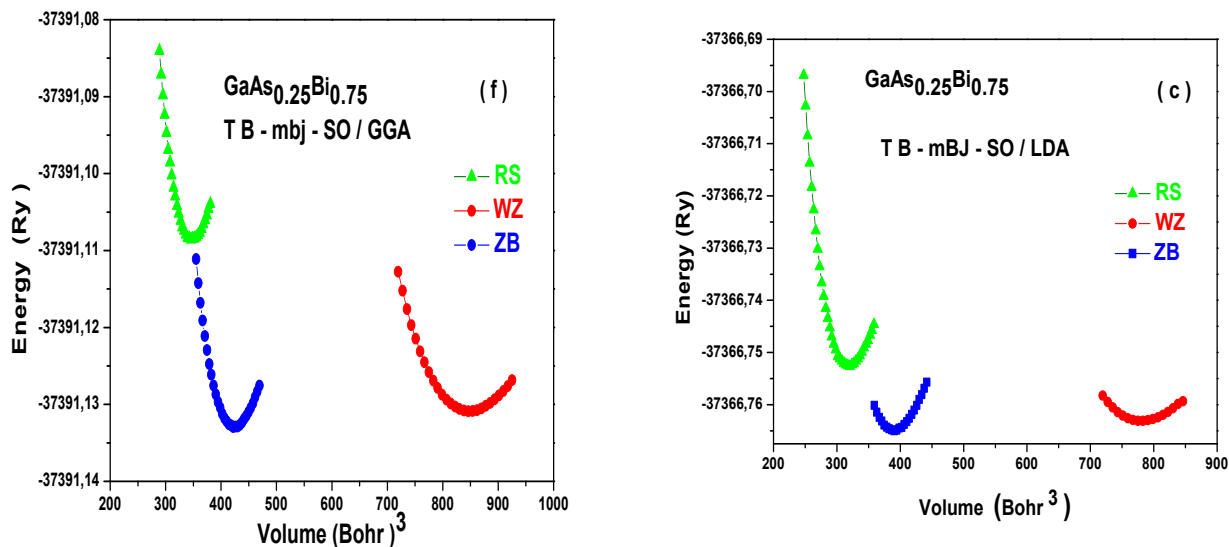 -37391,08
-37391,09
-37391,10
-37391,11
-37391,12
-37391,13
-37391,14
Energy (Ry)
GaAs0.25Bi0.75
( f )
T B - mbj - SO / GGA
RS
WZ
ZB
200 300 400 500 600 700 800 900 1000
Volume (Bohr )3
-37366,69
-37366,70
-37366,71
-37366,72
-37366,73
-37366,74
-37366,75
-37366,76
Energy (Ry)
GaAs0.25Bi0.75
( c )
T B - mBJ - SO / LDA
RS
WZ
ZB
200 300 400 500 600 700 800 900
Volume (Bohr 3 )